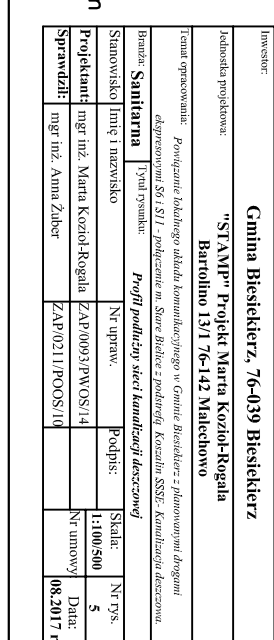 Inwestor:
Gmina Biesiekierz, 76-039 Biesiekierz
Jednostka projektowa:
"STAMP" Projekt Marta Kozioł-Rogala
Bartolino 13/1 76-142 Malechowo
Temat opracowania: Powiązanie lokalnego układu komunikacyjnego w Gminie Biesiekierz z planowanymi drogami
ekspresowymi S6 i S11 - połączenie m. Stare Bielice z podstrefą Koszalin SSSE- Kanalizacja deszczowa.
Branża: Sanitarna
Tytuł rysunku:
Profil podłużny sieci kanalizacji deszczowej
Stanowisko Imię i nazwisko Nr upraw. Podpis: Skala: Nr rys.
1:100/500 5
Projektant: mgr inż. Marta Kozioł-Rogala ZAP/0093/PWOS/14
Nr umowy Data:
Sprawdził: mgr inż. Anna Żuber ZAP/0211/POOS/10
08.2017 r